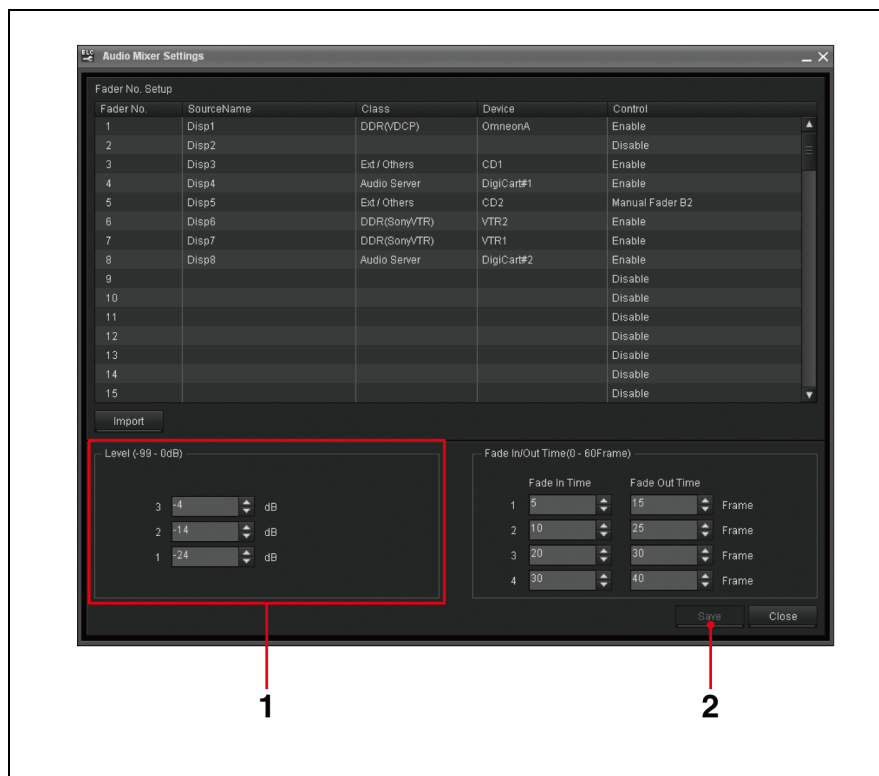 ELC Audio Mixer Settings
Fader No. Setup
Fader No. SourceName Class Device Control
1 Disp1 DDR(VDCP) OmneonA Enable
2 Disp2 Disable
3 Disp3 Ext / Others CD1 Enable
4 Disp4 Audio Server DigiCart#1 Enable
5 Disp5 Ext / Others CD2 Manual Fader B2
6 Disp6 DDR(SonyVTR) VTR2 Enable
7 Disp7 DDR(SonyVTR) VTR1 Enable
8 Disp8 Audio Server DigiCart#2 Enable
9 Disable
10 Disable
11 Disable
12 Disable
13 Disable
14 Disable
15 Disable
Import
Level (-99 - 0dB)
3 -4 dB
2 -14 dB
1 -24 dB
Fade In/Out Time(0 - 60Frame)
Fade In Time Fade Out Time
1 5 15 Frame
2 10 25 Frame
3 20 30 Frame
4 30 40 Frame
Save Close
1 2